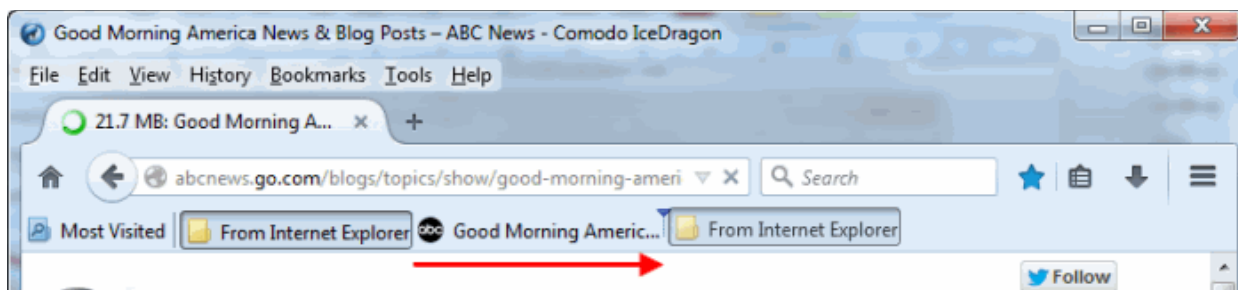 Good Morning America News & Blog Posts – ABC News - Comodo IceDragon
File Edit View History Bookmarks Tools Help
21.7 MB: Good Morning A...
abcnews.go.com/blogs/topics/show/good-morning-ameri Search
Most Visited From Internet Explorer abc Good Morning Americ... From Internet Explorer
Follow